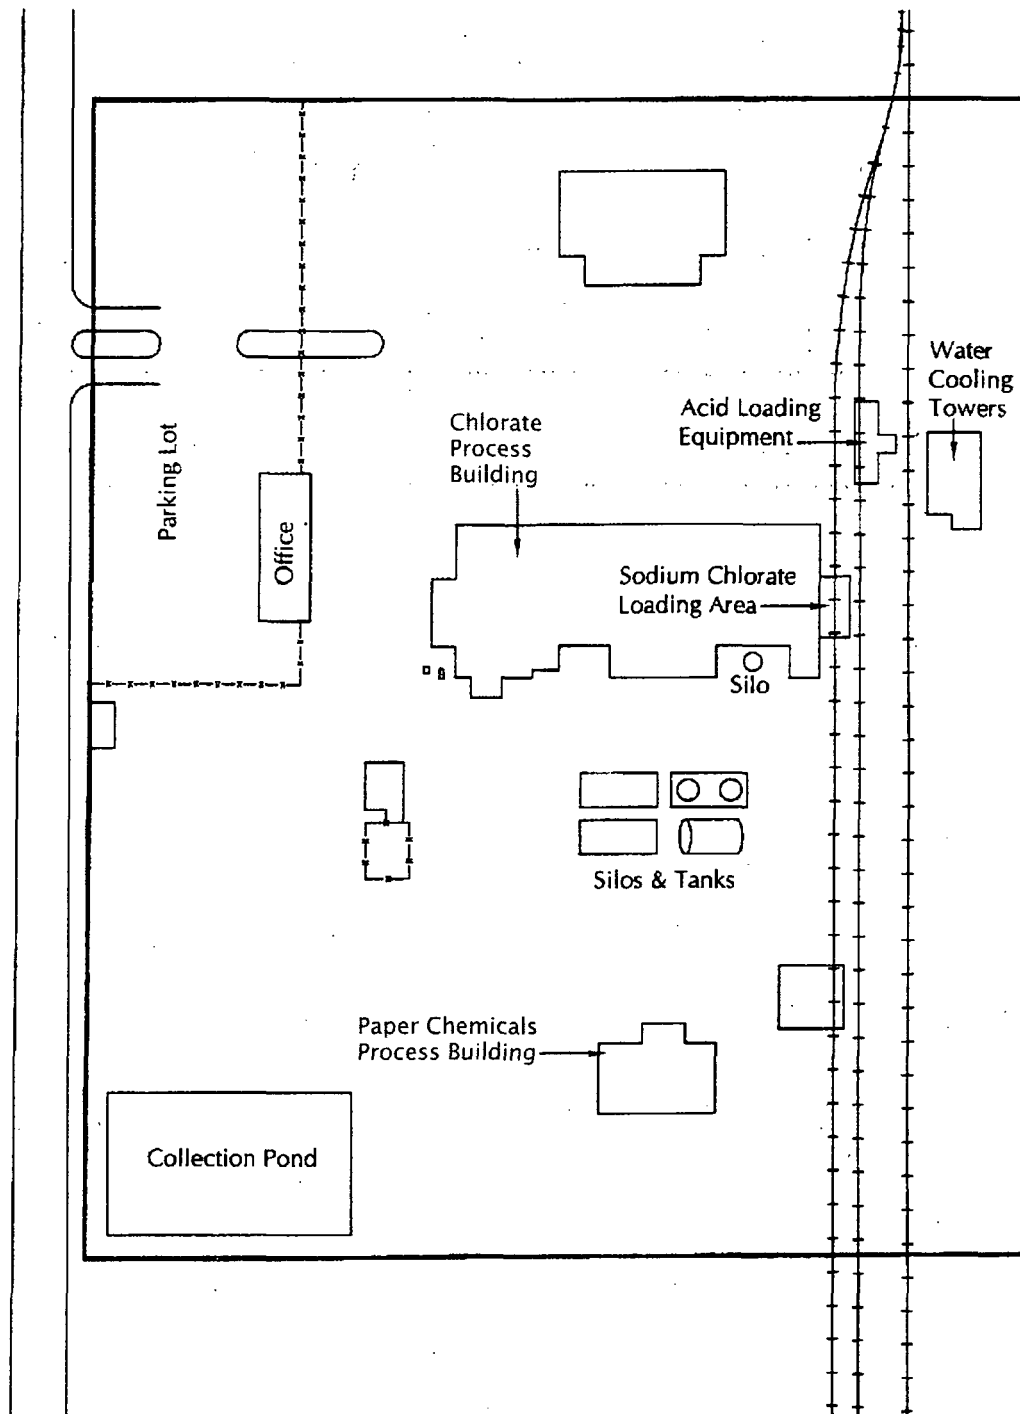 Water
Cooling
Towers
Acid Loading
Equipment
Chlorate
Process
Building
Parking Lot
Office
Sodium Chlorate
Loading Area
Silo
Silos & Tanks
Paper Chemicals
Process Building
Collection Pond